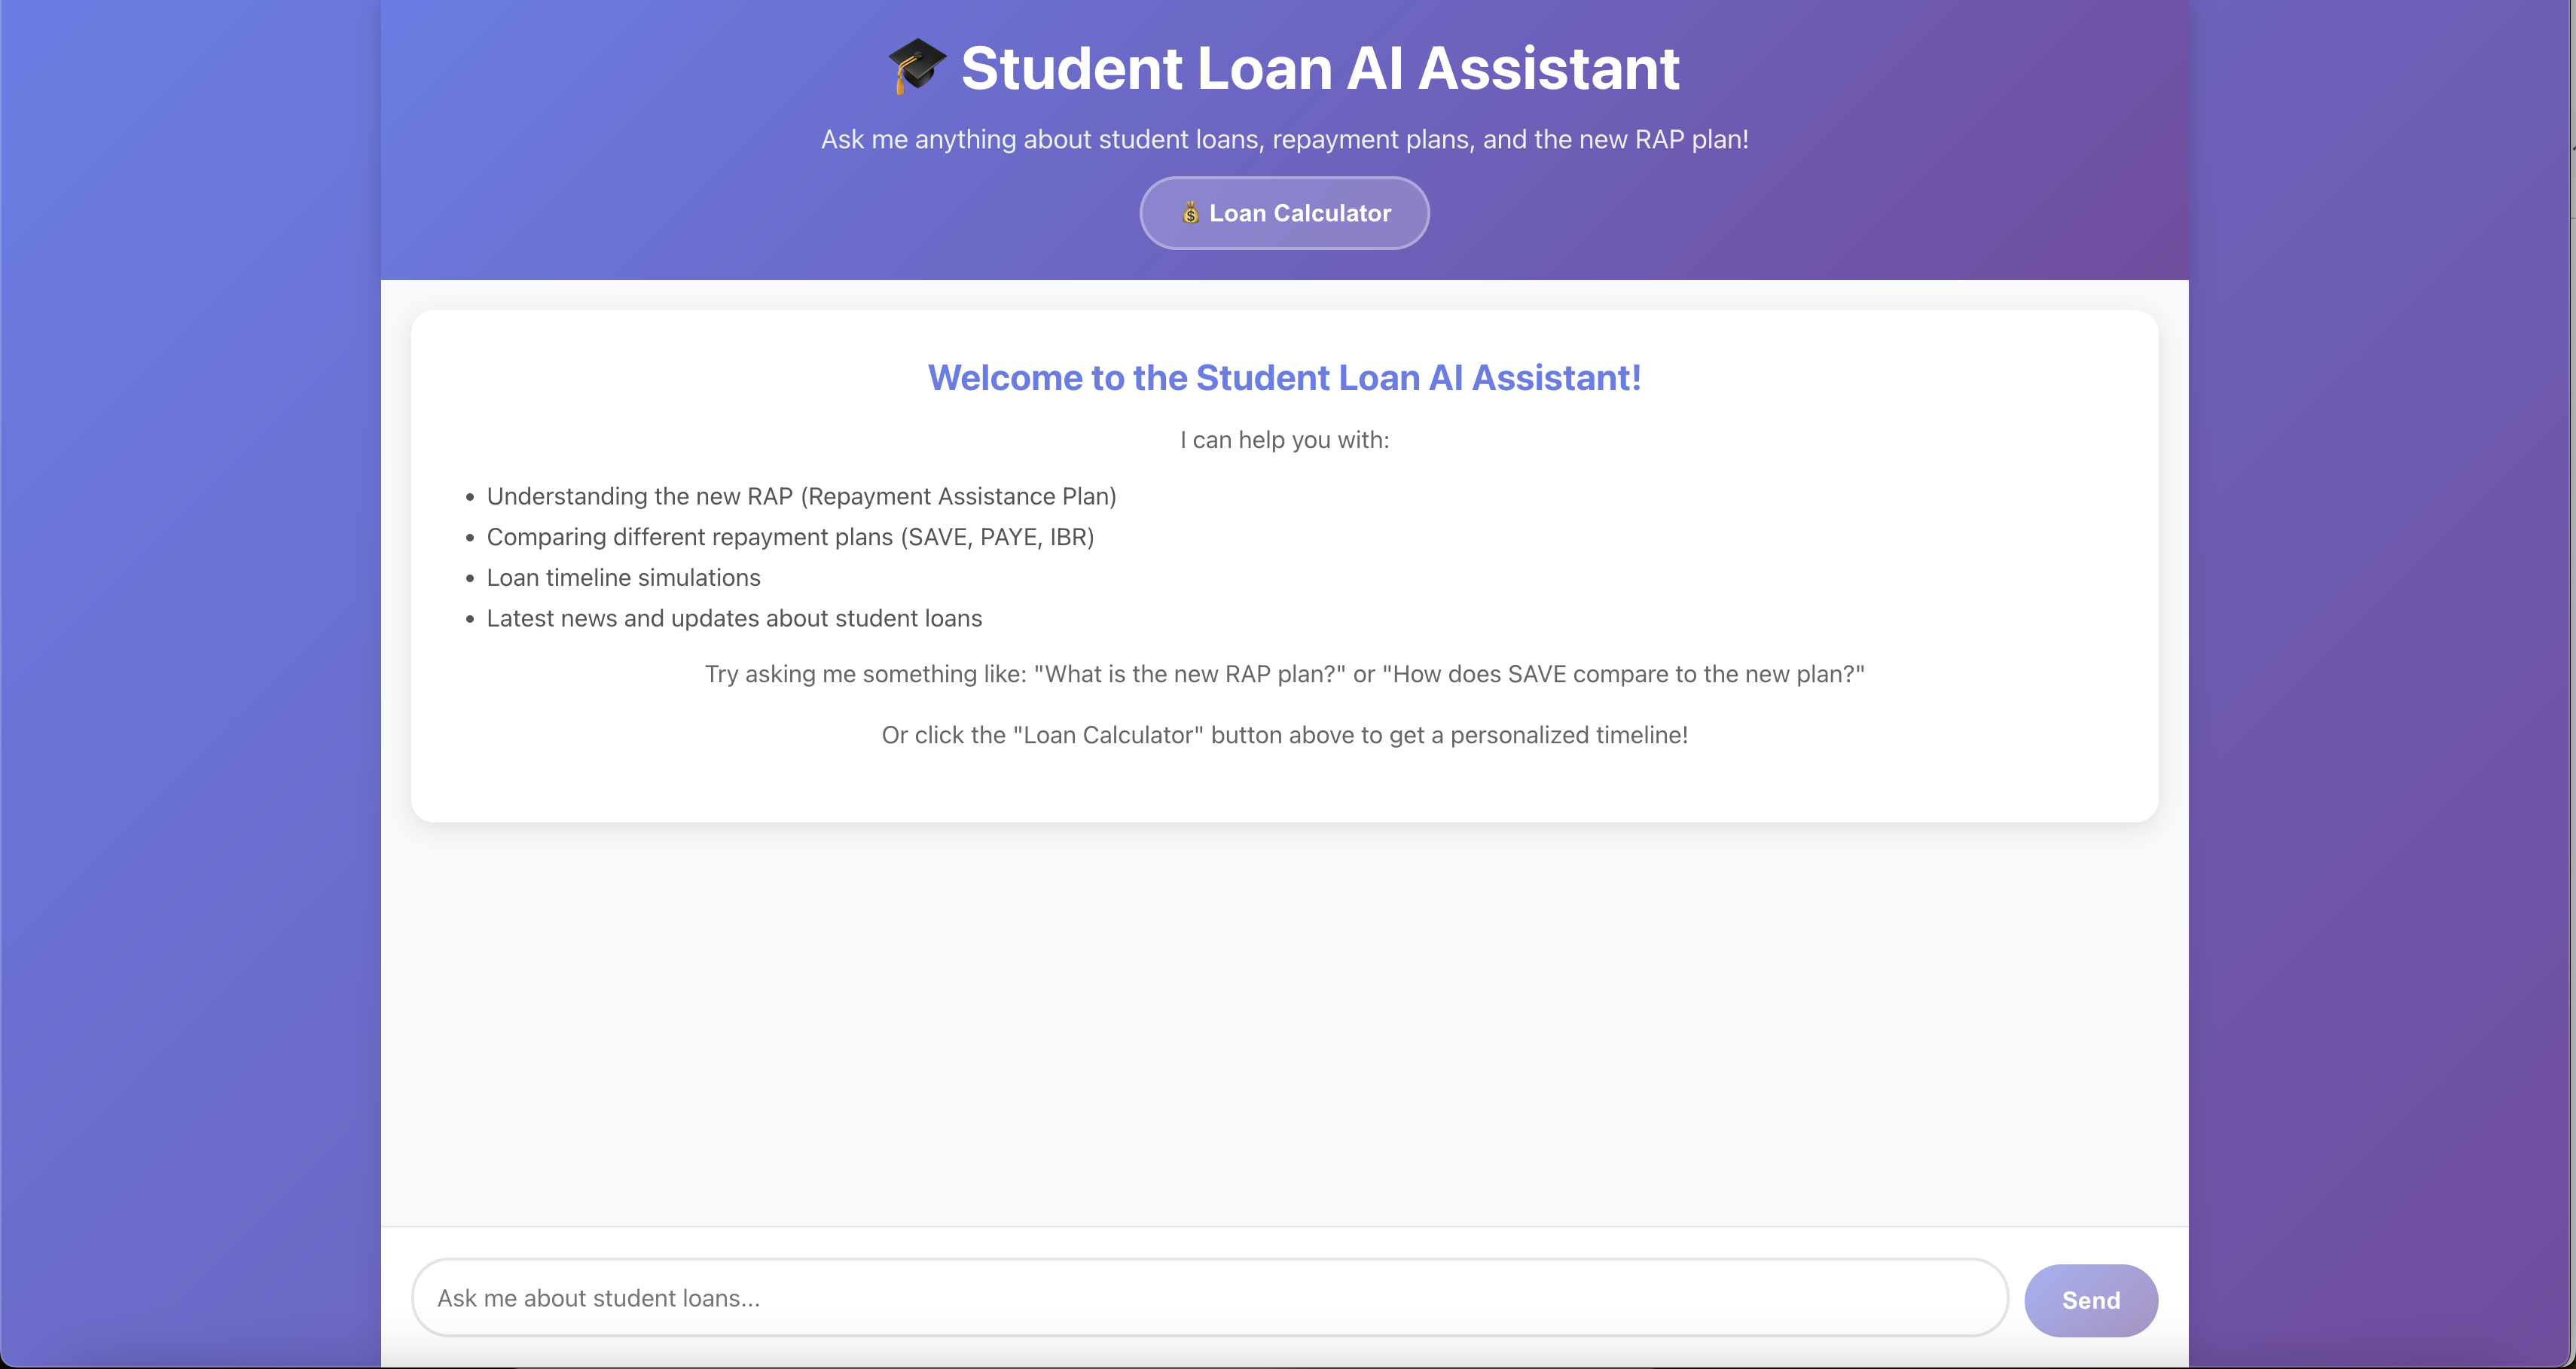 🎓 Student Loan AI Assistant
Ask me anything about student loans, repayment plans, and the new RAP plan!
💰 Loan Calculator
Welcome to the Student Loan AI Assistant!
I can help you with:
• Understanding the new RAP (Repayment Assistance Plan)
• Comparing different repayment plans (SAVE, PAYE, IBR)
• Loan timeline simulations
• Latest news and updates about student loans
Try asking me something like: "What is the new RAP plan?" or "How does SAVE compare to the new plan?"
Or click the "Loan Calculator" button above to get a personalized timeline!
Ask me about student loans...
Send